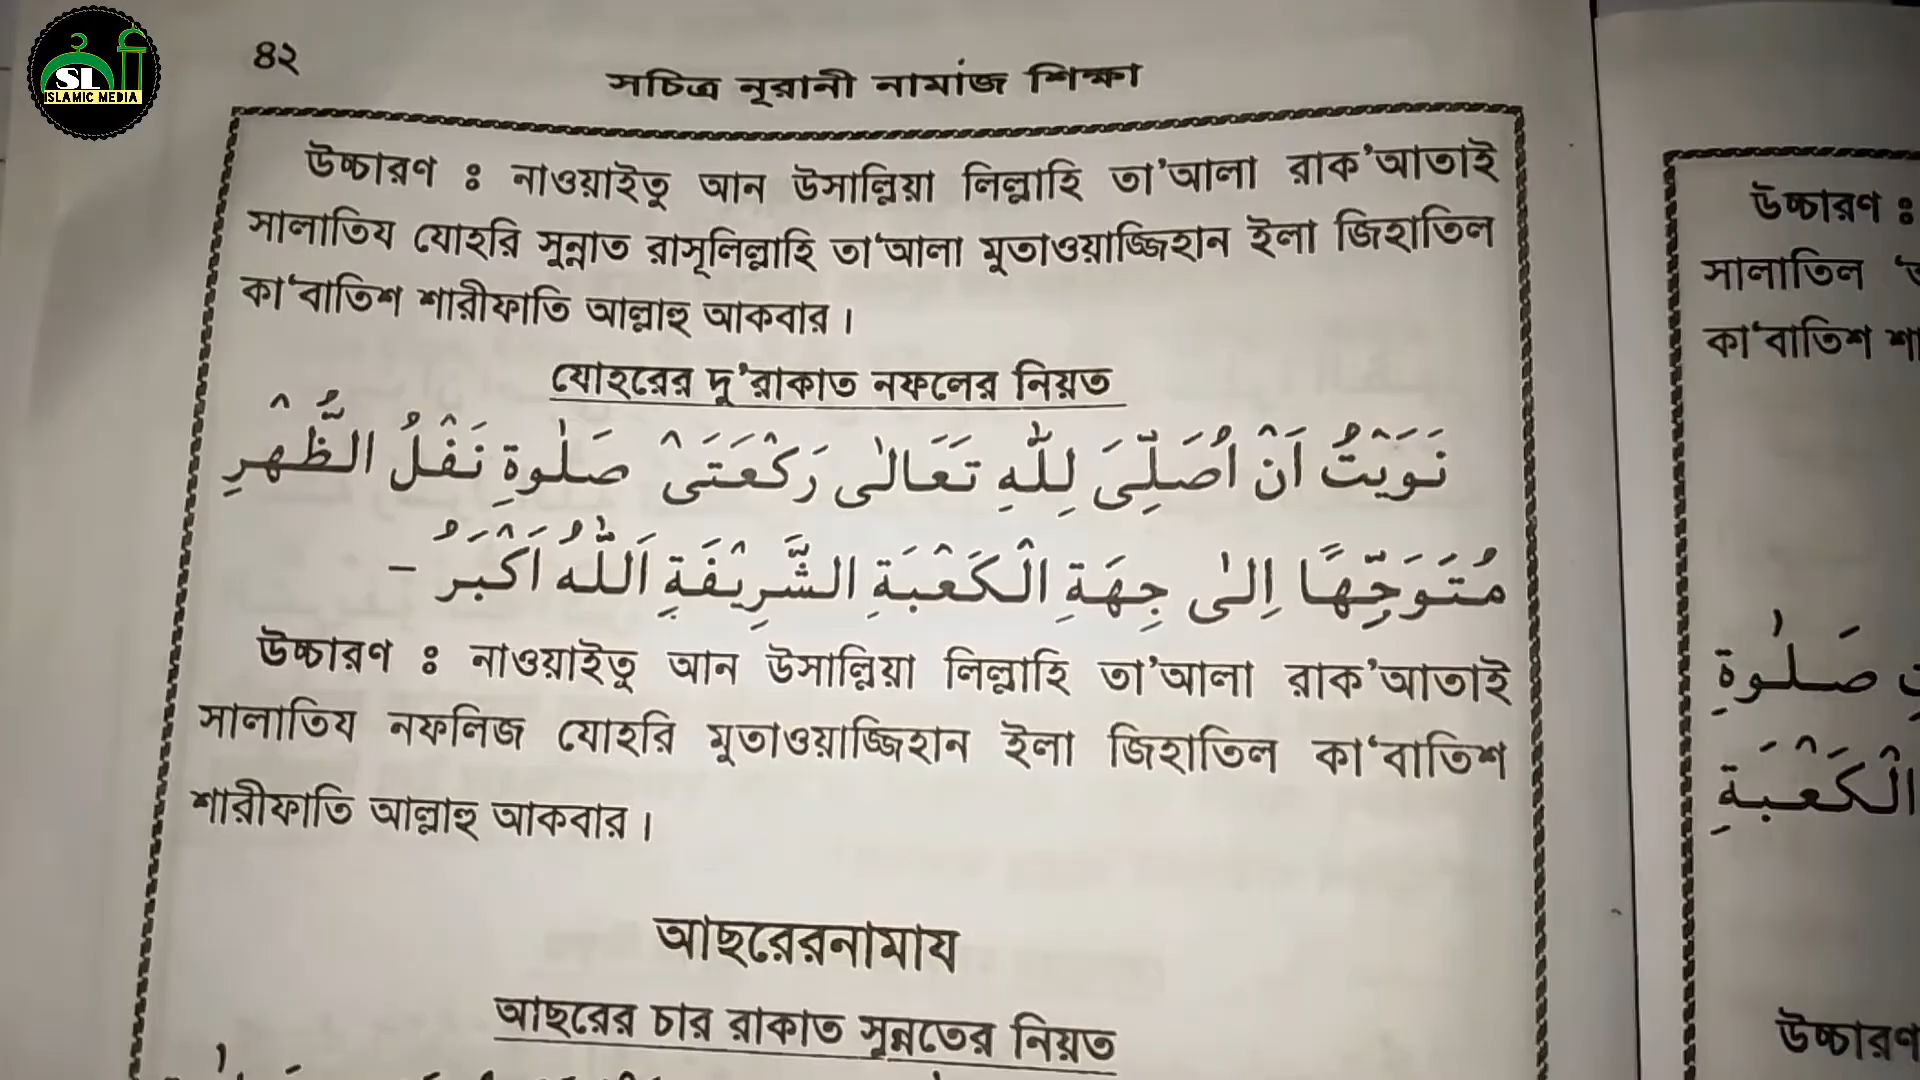 SL
ISLAMIC MEDIA
৪২
সচিত্র নূরানী নামাজ শিক্ষা
উচ্চারণ ঃ নাওয়াইতু আন উসাল্লিয়া লিল্লাহি তা'আলা রাক'আতাই
সালাতিয যোহরি সুন্নাত রাসূলিল্লাহি তা'আলা মুতাওয়াজ্জিহান ইলা জিহাতিল
কা'বাতিশ শারীফাতি আল্লাহু আকবার।
যোহরের দু'রাকাত নফলের নিয়ত
نَوَيْتُ اَنْ اُصَلِّىَ لِلّٰهِ تَعَالٰى رَكْعَتَىْ صَلٰوةِ نَفْلُ الظُّهْرِ
مُتَوَجِّهًا اِلٰى جِهَةِ الْكَعْبَةِ الشَّرِيْفَةِ اَللّٰهُ اَكْبَرُ -
উচ্চারণ ঃ নাওয়াইতু আন উসাল্লিয়া লিল্লাহি তা'আলা রাক'আতাই
সালাতিয নফলিজ যোহরি মুতাওয়াজ্জিহান ইলা জিহাতিল কা'বাতিশ
শারীফাতি আল্লাহু আকবার।
আছরেরনামায
আছরের চার রাকাত সুন্নতের নিয়ত
উচ্চারণ ঃ
সালাতিল
কা'বাতিশ
صَلٰوةِ
الْكَعْبَةِ
উচ্চারণ